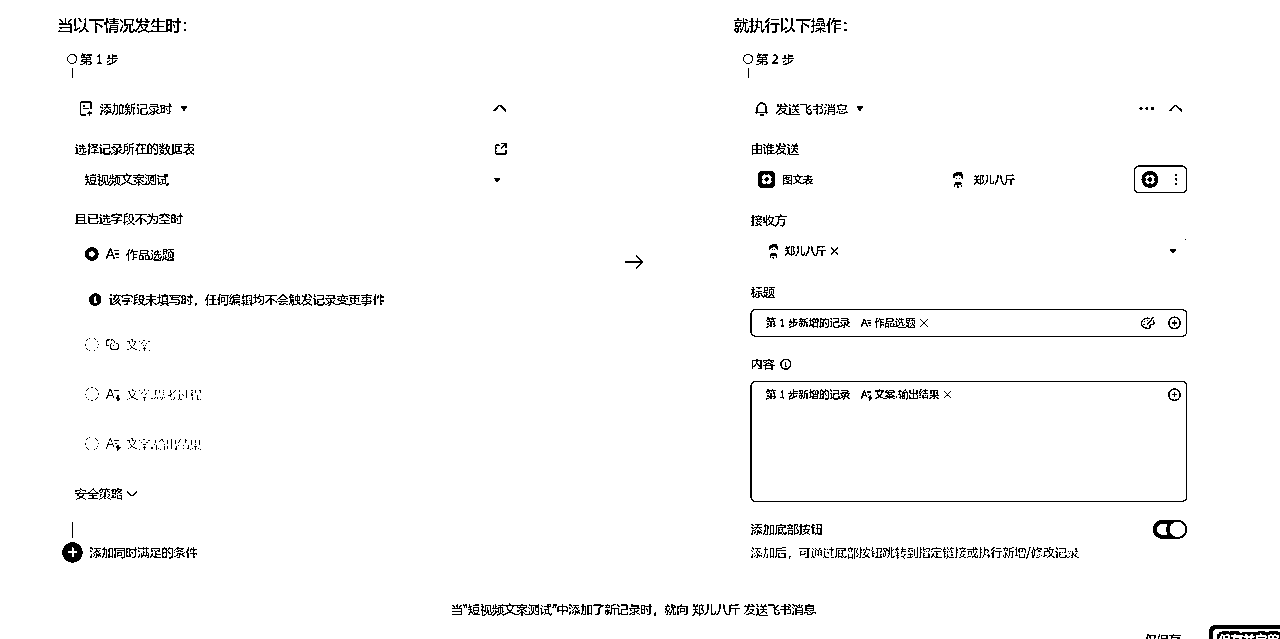 当以下情况发生时：
第 1 步
添加新记录时
选择记录所在的数据表
短视频文案测试
且已选字段不为空时
作品选题
该字段未填写时，任何编辑均不会触发记录变更事件
文案
文字.思考过程
文字.输出结果
安全策略
添加同时满足的条件
就执行以下操作：
第 2 步
发送飞书消息
由谁发送
图文表
郑儿八斤
接收方
郑儿八斤
标题
第 1 步新增的记录 作品选题
内容
第 1 步新增的记录 文案.输出结果
添加底部按钮
添加后，可通过底部按钮跳转到指定链接或执行新增/修改记录
当"短视频文案测试"中添加了新记录时，就向 郑儿八斤 发送飞书消息
仅保存